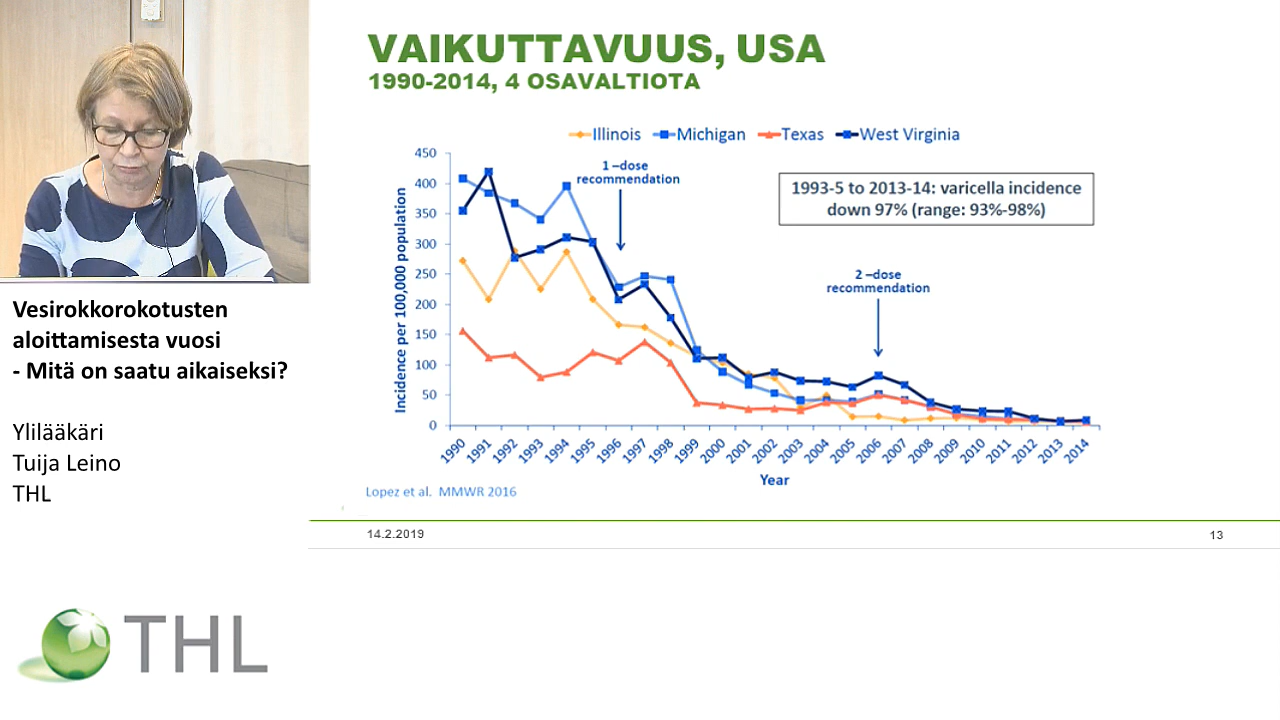 VAIKUTTAVUUS, USA
1990-2014, 4 OSAVALTIOTA
Illinois Michigan Texas West Virginia
1 –dose
recommendation
1993-5 to 2013-14: varicella incidence
down 97% (range: 93%-98%)
2 –dose
recommendation
Incidence per 100,000 population
450
400
350
300
250
200
150
100
50
0
1990 1991 1992 1993 1994 1995 1996 1997 1998 1999 2000 2001 2002 2003 2004 2005 2006 2007 2008 2009 2010 2011 2012 2013 2014
Year
Lopez et al. MMWR 2016
14.2.2019
13
Vesirokkorokotusten
aloittamisesta vuosi
- Mitä on saatu aikaiseksi?
Ylilääkäri
Tuija Leino
THL
THL